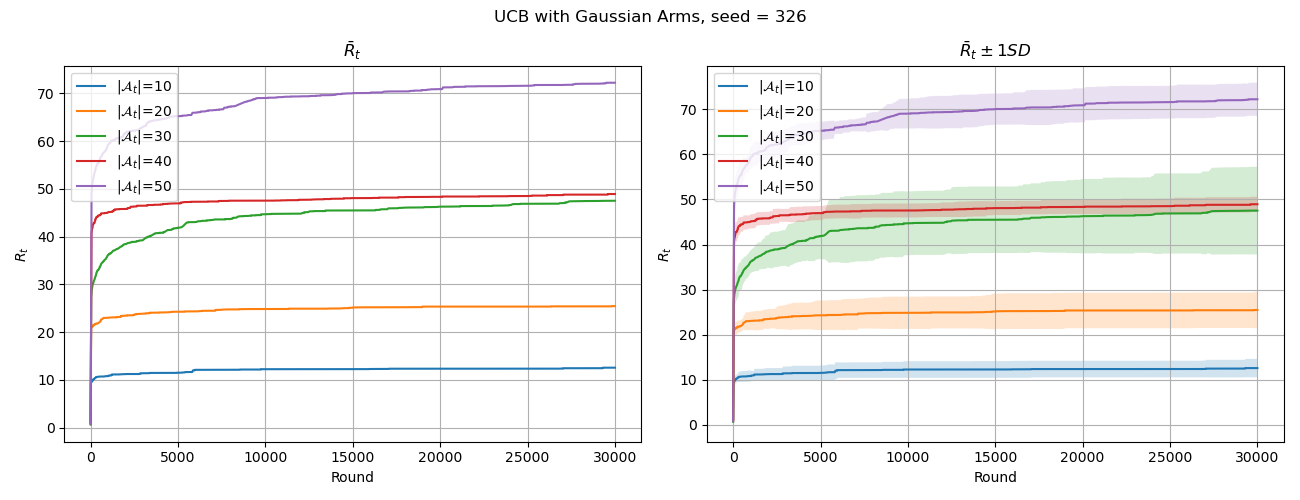 UCB with Gaussian Arms, seed = 326
R̄_t
70
60
50
40
30
20
10
0
R_t
|𝒜_t|=10
|𝒜_t|=20
|𝒜_t|=30
|𝒜_t|=40
|𝒜_t|=50
0 5000 10000 15000 20000 25000 30000
Round
R̄_t ± 1SD
70
60
50
40
30
20
10
0
R_t
|𝒜_t|=10
|𝒜_t|=20
|𝒜_t|=30
|𝒜_t|=40
|𝒜_t|=50
0 5000 10000 15000 20000 25000 30000
Round